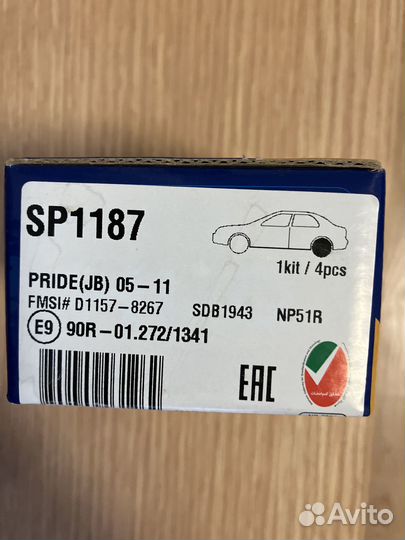 SP1187
1kit / 4pcs
PRIDE(JB) 05-11
FMSI# D1157-8267 SDB1943 NP51R
E9 90R-01.272/1341
EAC
Avito